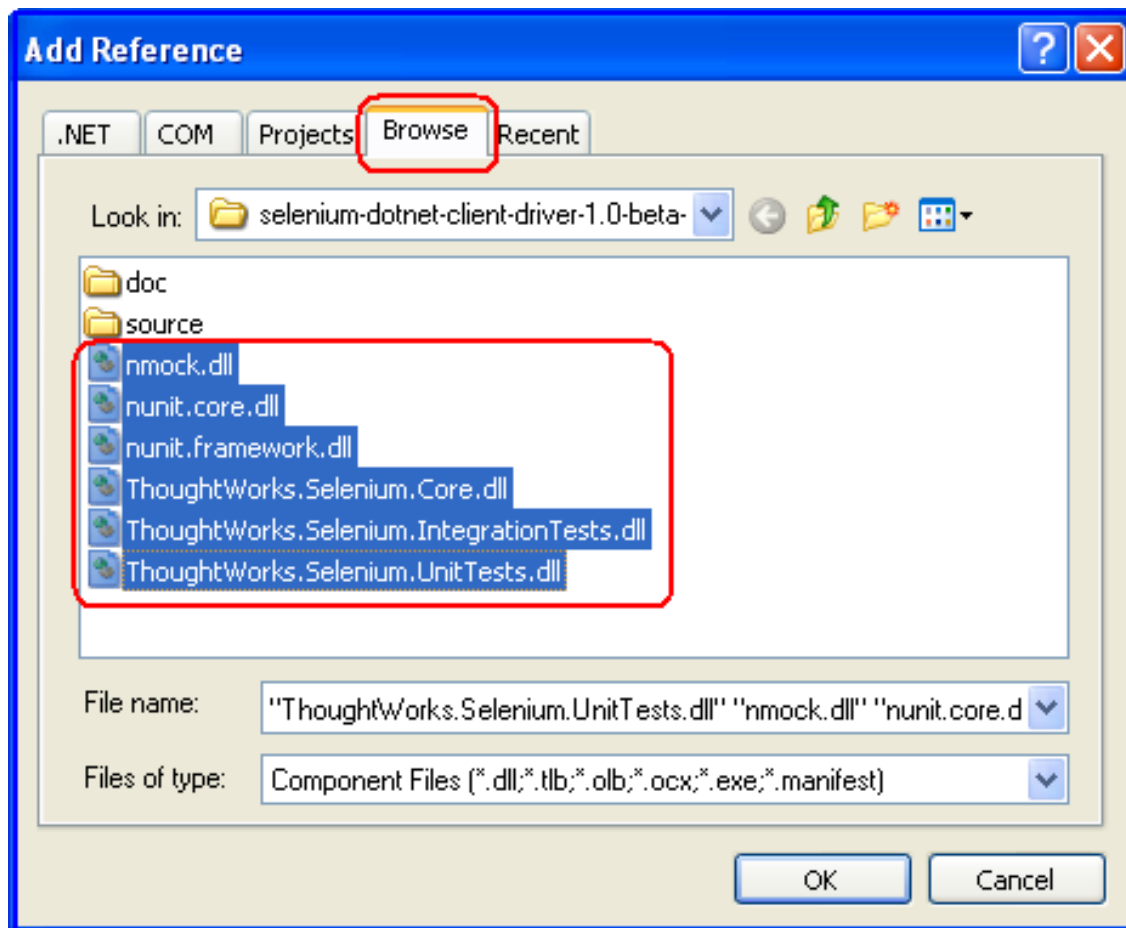 Add Reference
.NET COM Projects Browse Recent
Look in: selenium-dotnet-client-driver-1.0-beta-
doc
source
nmock.dll
nunit.core.dll
nunit.framework.dll
ThoughtWorks.Selenium.Core.dll
ThoughtWorks.Selenium.IntegrationTests.dll
ThoughtWorks.Selenium.UnitTests.dll
File name: "ThoughtWorks.Selenium.UnitTests.dll" "nmock.dll" "nunit.core.d
Files of type: Component Files (*.dll;*.tlb;*.olb;*.ocx;*.exe;*.manifest)
OK Cancel